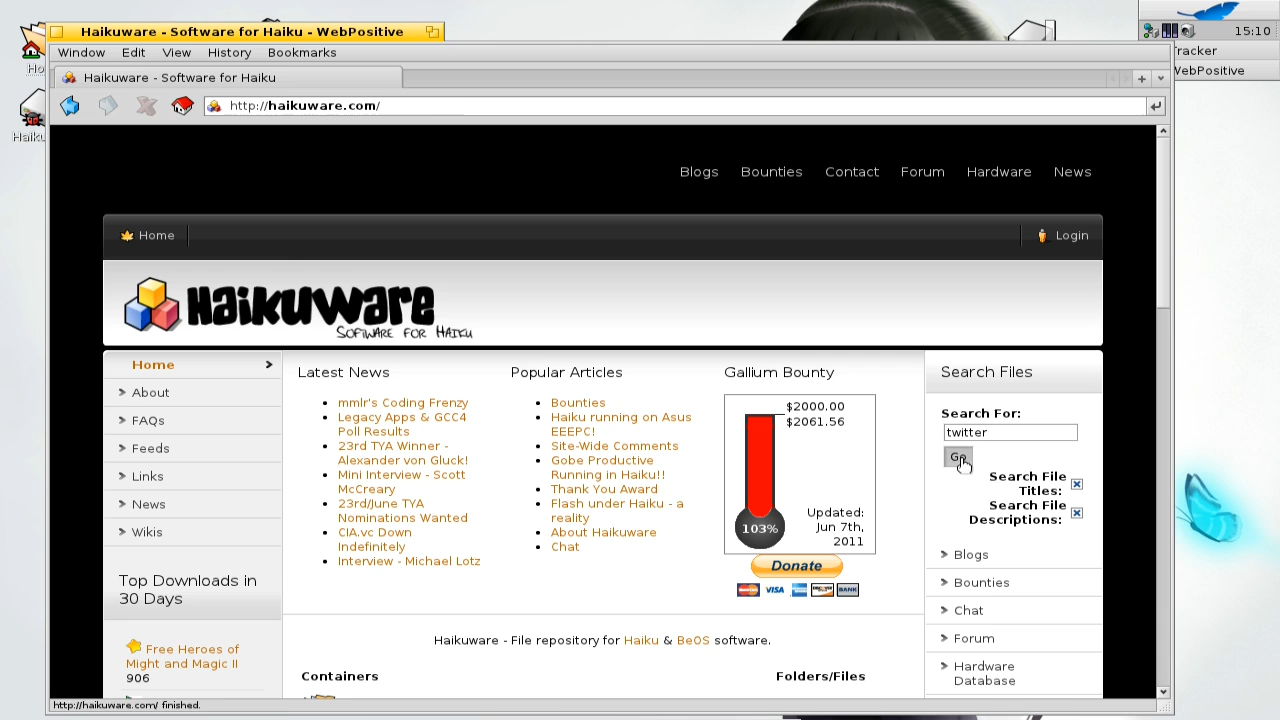 Haikuware - Software for Haiku - WebPositive
15:10
Window Edit View History Bookmarks
Tracker
WebPositive
Haikuware - Software for Haiku
http://haikuware.com/
Blogs Bounties Contact Forum Hardware News
Home Login
HAIKUWARE
SOFTWARE FOR HAIKU
Home
About
FAQs
Feeds
Links
News
Wikis
Top Downloads in
30 Days
Free Heroes of
Might and Magic II
906
Latest News
mmlr's Coding Frenzy
Legacy Apps & GCC4
Poll Results
23rd TYA Winner -
Alexander von Gluck!
Mini Interview - Scott
McCreary
23rd/June TYA
Nominations Wanted
CIA.vc Down
Indefinitely
Interview - Michael Lotz
Popular Articles
Bounties
Haiku running on Asus
EEEPC!
Site-Wide Comments
Gobe Productive
Running in Haiku!!
Thank You Award
Flash under Haiku - a
reality
About Haikuware
Chat
Gallium Bounty
$2000.00
$2061.56
Updated:
Jun 7th,
2011
103%
Donate
VISA
BANK
Haikuware - File repository for Haiku & BeOS software.
Containers Folders/Files
Search Files
Search For:
twitter
Go
Search File
Titles:
Search File
Descriptions:
Blogs
Bounties
Chat
Forum
Hardware
Database
http://haikuware.com/ finished.